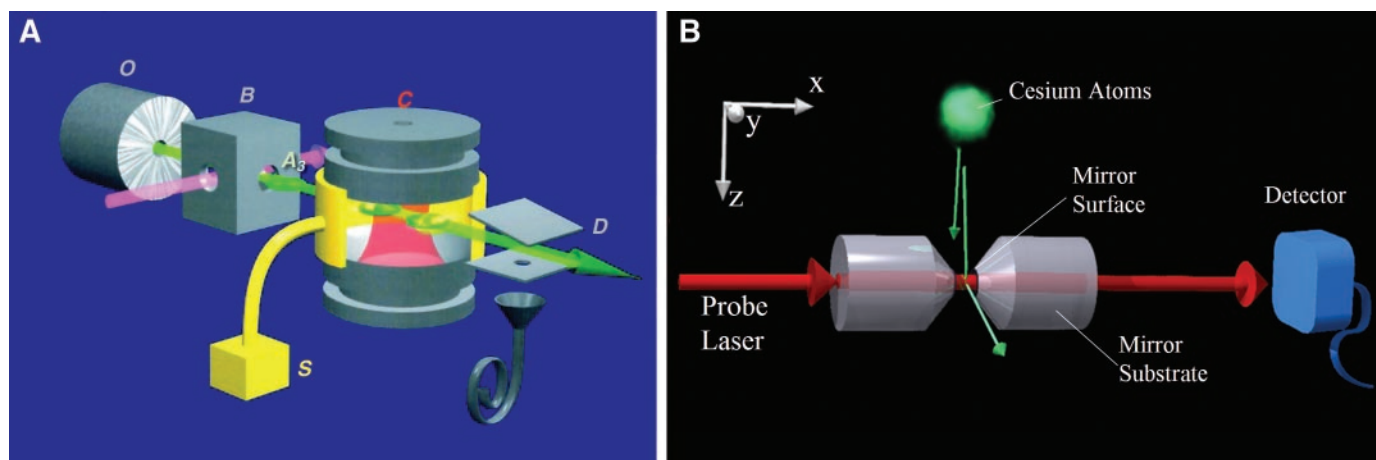 A
O
B
C
A3
D
S
B
x
y
z
Cesium Atoms
Mirror
Surface
Detector
Probe
Laser
Mirror
Substrate